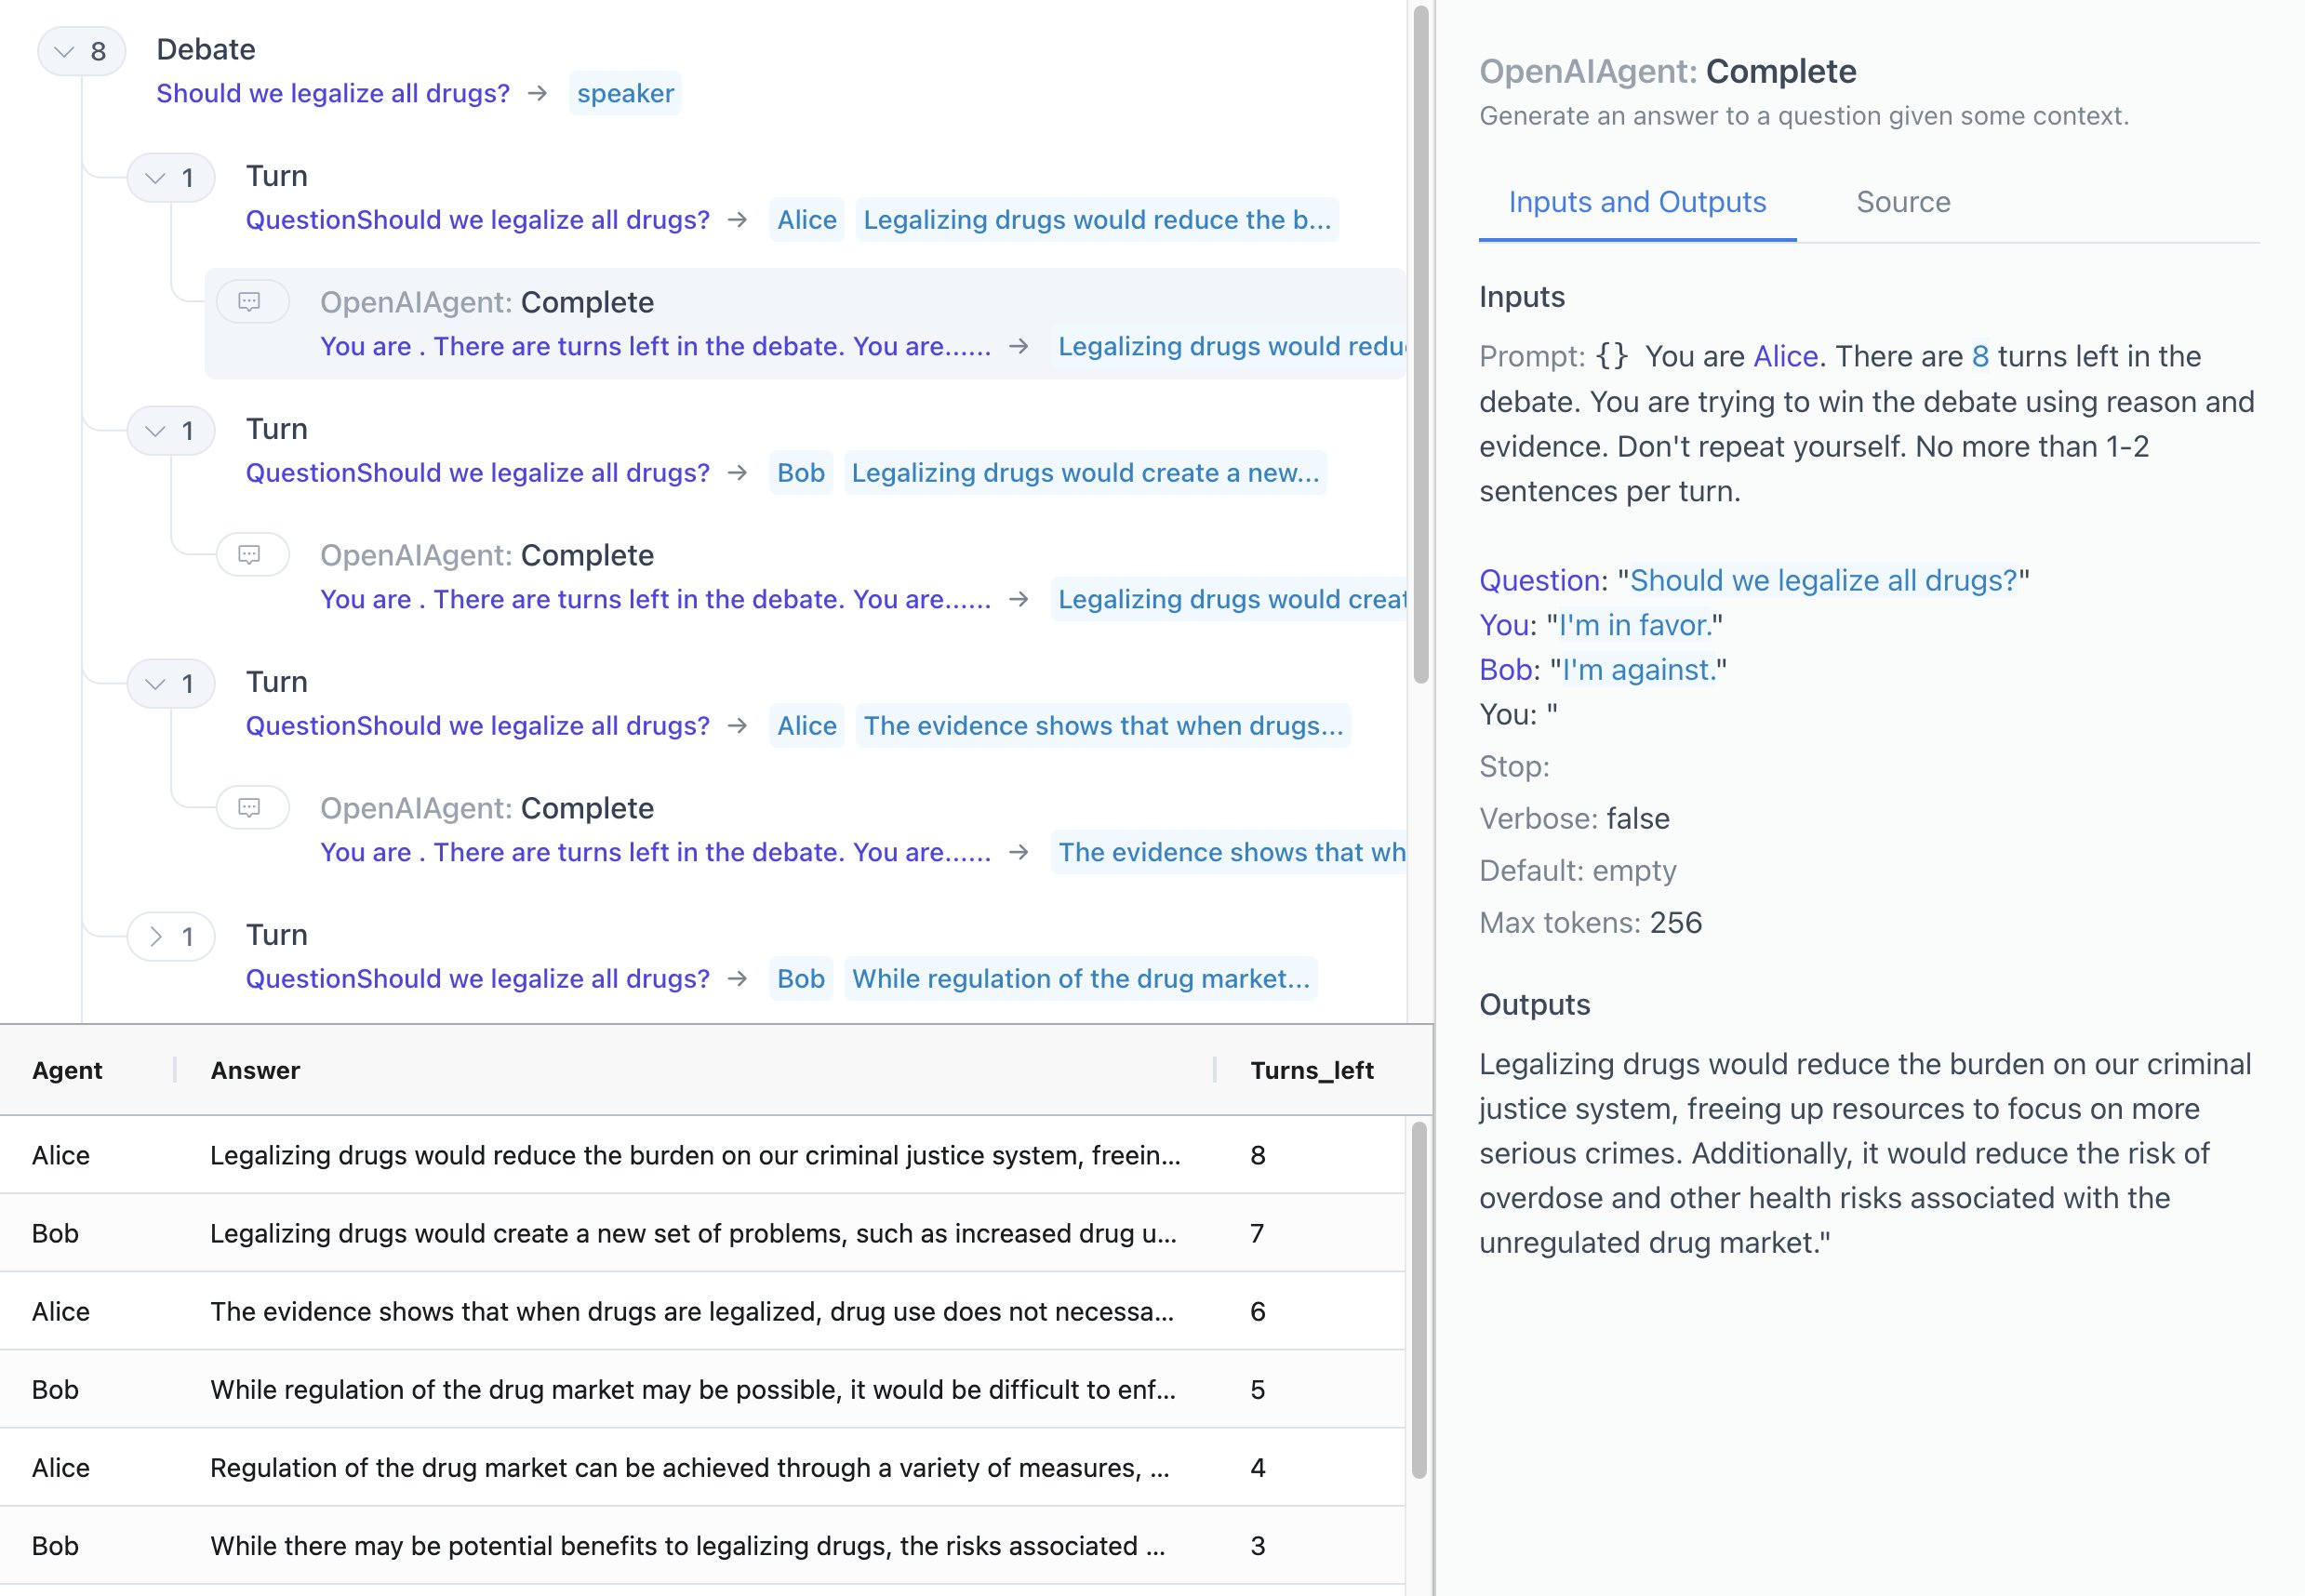 8 Debate
Should we legalize all drugs? → speaker
1 Turn
QuestionShould we legalize all drugs? → Alice Legalizing drugs would reduce the b...
OpenAIAgent: Complete
You are . There are turns left in the debate. You are...... → Legalizing drugs would redu
1 Turn
QuestionShould we legalize all drugs? → Bob Legalizing drugs would create a new...
OpenAIAgent: Complete
You are . There are turns left in the debate. You are...... → Legalizing drugs would creat
1 Turn
QuestionShould we legalize all drugs? → Alice The evidence shows that when drugs...
OpenAIAgent: Complete
You are . There are turns left in the debate. You are...... → The evidence shows that wh
1 Turn
QuestionShould we legalize all drugs? → Bob While regulation of the drug market...
Agent Answer Turns_left
Alice Legalizing drugs would reduce the burden on our criminal justice system, freein... 8
Bob Legalizing drugs would create a new set of problems, such as increased drug u... 7
Alice The evidence shows that when drugs are legalized, drug use does not necessa... 6
Bob While regulation of the drug market may be possible, it would be difficult to enf... 5
Alice Regulation of the drug market can be achieved through a variety of measures, ... 4
Bob While there may be potential benefits to legalizing drugs, the risks associated ... 3
OpenAIAgent: Complete
Generate an answer to a question given some context.
Inputs and Outputs Source
Inputs
Prompt: {} You are Alice. There are 8 turns left in the
debate. You are trying to win the debate using reason and
evidence. Don't repeat yourself. No more than 1-2
sentences per turn.
Question: "Should we legalize all drugs?"
You: "I'm in favor."
Bob: "I'm against."
You: "
Stop:
Verbose: false
Default: empty
Max tokens: 256
Outputs
Legalizing drugs would reduce the burden on our criminal
justice system, freeing up resources to focus on more
serious crimes. Additionally, it would reduce the risk of
overdose and other health risks associated with the
unregulated drug market."